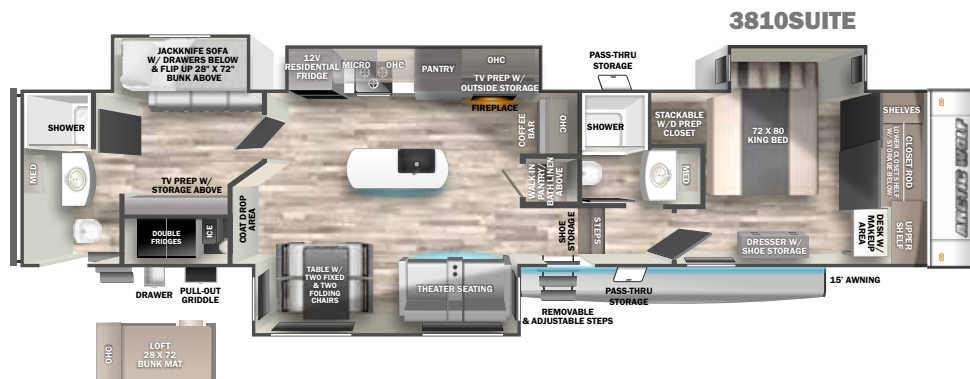 3810SUITE
JACKKNIFE SOFA
W/ DRAWERS BELOW
& FLIP UP 28" X 72"
BUNK ABOVE
12V
RESIDENTIAL
FRIDGE
MICRO
OHC
PANTRY
OHC
TV PREP W/
OUTSIDE STORAGE
FIREPLACE
PASS-THRU
STORAGE
SHOWER
MED
TV PREP W/
STORAGE ABOVE
DOUBLE
FRIDGES
ICE
COAT DROP
AREA
DRAWER
PULL-OUT
GRIDDLE
LOFT
28 X 72
BUNK MAT
OHC
TABLE W/
TWO FIXED
& TWO
FOLDING
CHAIRS
THEATER SEATING
COFFEE
BAR
OHC
WALK-IN
PANTRY/
BATH LINEN
ABOVE
SHOWER
STACKABLE
W/D PREP
CLOSET
MED
SHOE
STORAGE
STEPS
REMOVABLE
& ADJUSTABLE STEPS
PASS-THRU
STORAGE
15' AWNING
72 X 80
KING BED
DRESSER W/
SHOE STORAGE
SHELVES
CLOSET ROD
LOWER CLOSET SHELF
W/ STORAGE BELOW
UPPER
SHELF
DESK W/
MAKEUP
AREA
ARCTIC WOLF